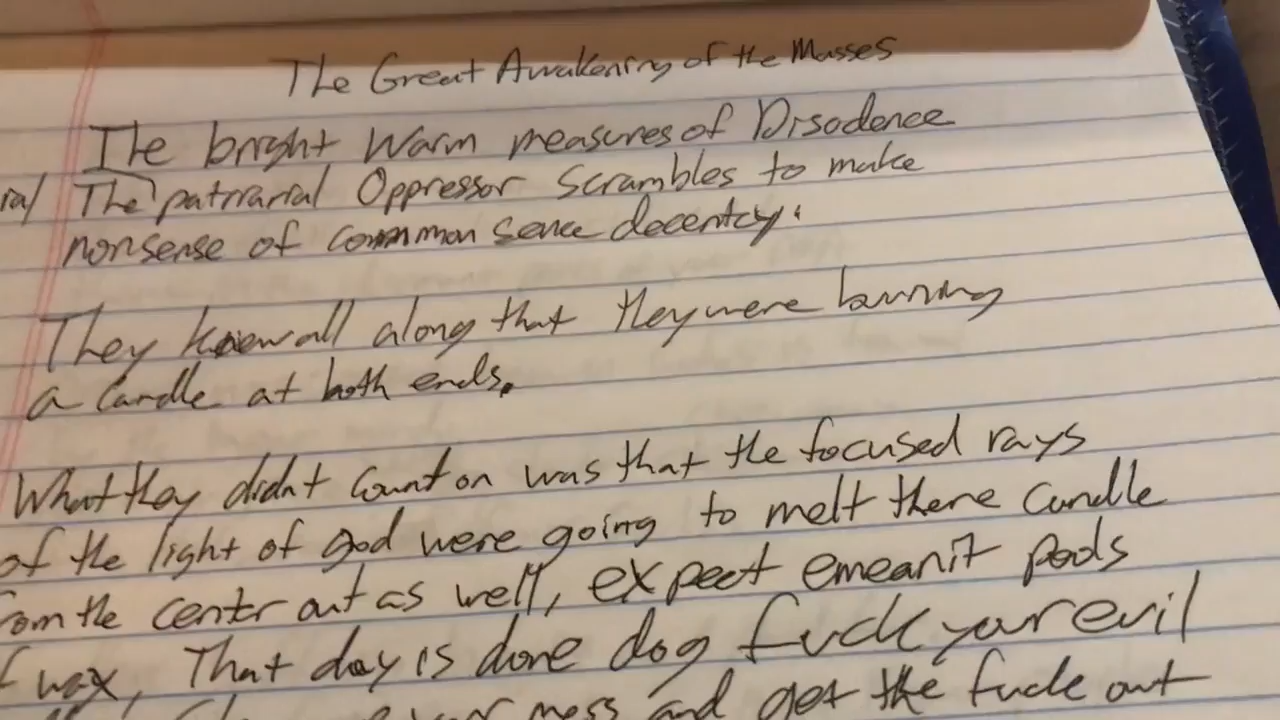 The Great Awakening of the Masses
The bright Warm measures of Disodence
ial The patriarial Oppressor Scrambles to make
nonsense of common sence decentcy.
They knew all along that they were burning
a Candle at both ends.
What they didnt Count on was that the focused rays
of the light of god were going to melt there Candle
from the center out as well, expect emeanit pools
of wax, That day is done dog fuck your evil
your mess and get the fuck out